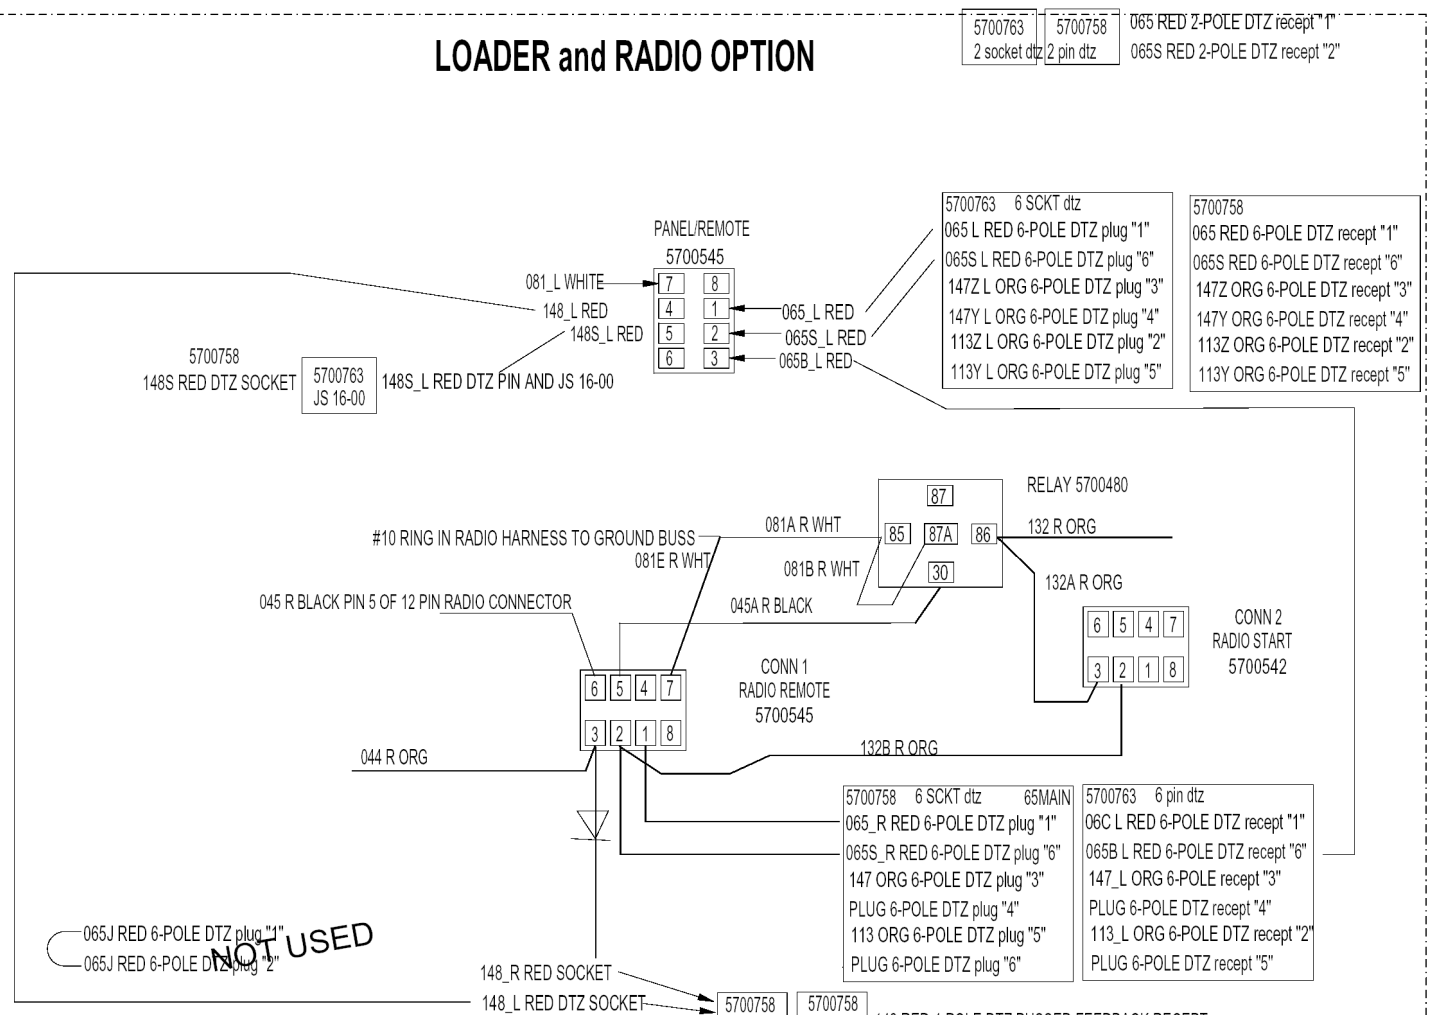 LOADER and RADIO OPTION
5700763
2 socket dtz
5700758
2 pin dtz
065 RED 2-POLE DTZ recept "1"
065S RED 2-POLE DTZ recept "2"
PANEL/REMOTE
5700545
7 8
4 1
5 2
6 3
081_L WHITE
148_L RED
148S_L RED
065_L RED
065S_L RED
065B_L RED
5700758
148S RED DTZ SOCKET
5700763
JS 16-00
148S_L RED DTZ PIN AND JS 16-00
5700763 6 SCKT dtz
065 L RED 6-POLE DTZ plug "1"
065S L RED 6-POLE DTZ plug "6"
147Z L ORG 6-POLE DTZ plug "3"
147Y L ORG 6-POLE DTZ plug "4"
113Z L ORG 6-POLE DTZ plug "2"
113Y L ORG 6-POLE DTZ plug "5"
5700758
065 RED 6-POLE DTZ recept "1"
065S RED 6-POLE DTZ recept "6"
147Z ORG 6-POLE DTZ recept "3"
147Y ORG 6-POLE DTZ recept "4"
113Z ORG 6-POLE DTZ recept "2"
113Y ORG 6-POLE DTZ recept "5"
RELAY 5700480
87
85 87A 86
30
081A R WHT
132 R ORG
#10 RING IN RADIO HARNESS TO GROUND BUSS
081E R WHT
081B R WHT
132A R ORG
045 R BLACK PIN 5 OF 12 PIN RADIO CONNECTOR
045A R BLACK
6 5 4 7
3 2 1 8
CONN 2
RADIO START
5700542
6 5 4 7
3 2 1 8
CONN 1
RADIO REMOTE
5700545
044 R ORG
132B R ORG
5700758 6 SCKT dtz 65MAIN
065_R RED 6-POLE DTZ plug "1"
065S_R RED 6-POLE DTZ plug "6"
147 ORG 6-POLE DTZ plug "3"
PLUG 6-POLE DTZ plug "4"
113 ORG 6-POLE DTZ plug "5"
PLUG 6-POLE DTZ plug "6"
5700763 6 pin dtz
06C L RED 6-POLE DTZ recept "1"
065B L RED 6-POLE DTZ recept "6"
147_L ORG 6-POLE recept "3"
PLUG 6-POLE DTZ recept "4"
113_L ORG 6-POLE DTZ recept "2"
PLUG 6-POLE DTZ recept "5"
065J RED 6-POLE DTZ plug "1"
065J RED 6-POLE DTZ plug "2"
NOT USED
148_R RED SOCKET
148_L RED DTZ SOCKET
5700758
5700758